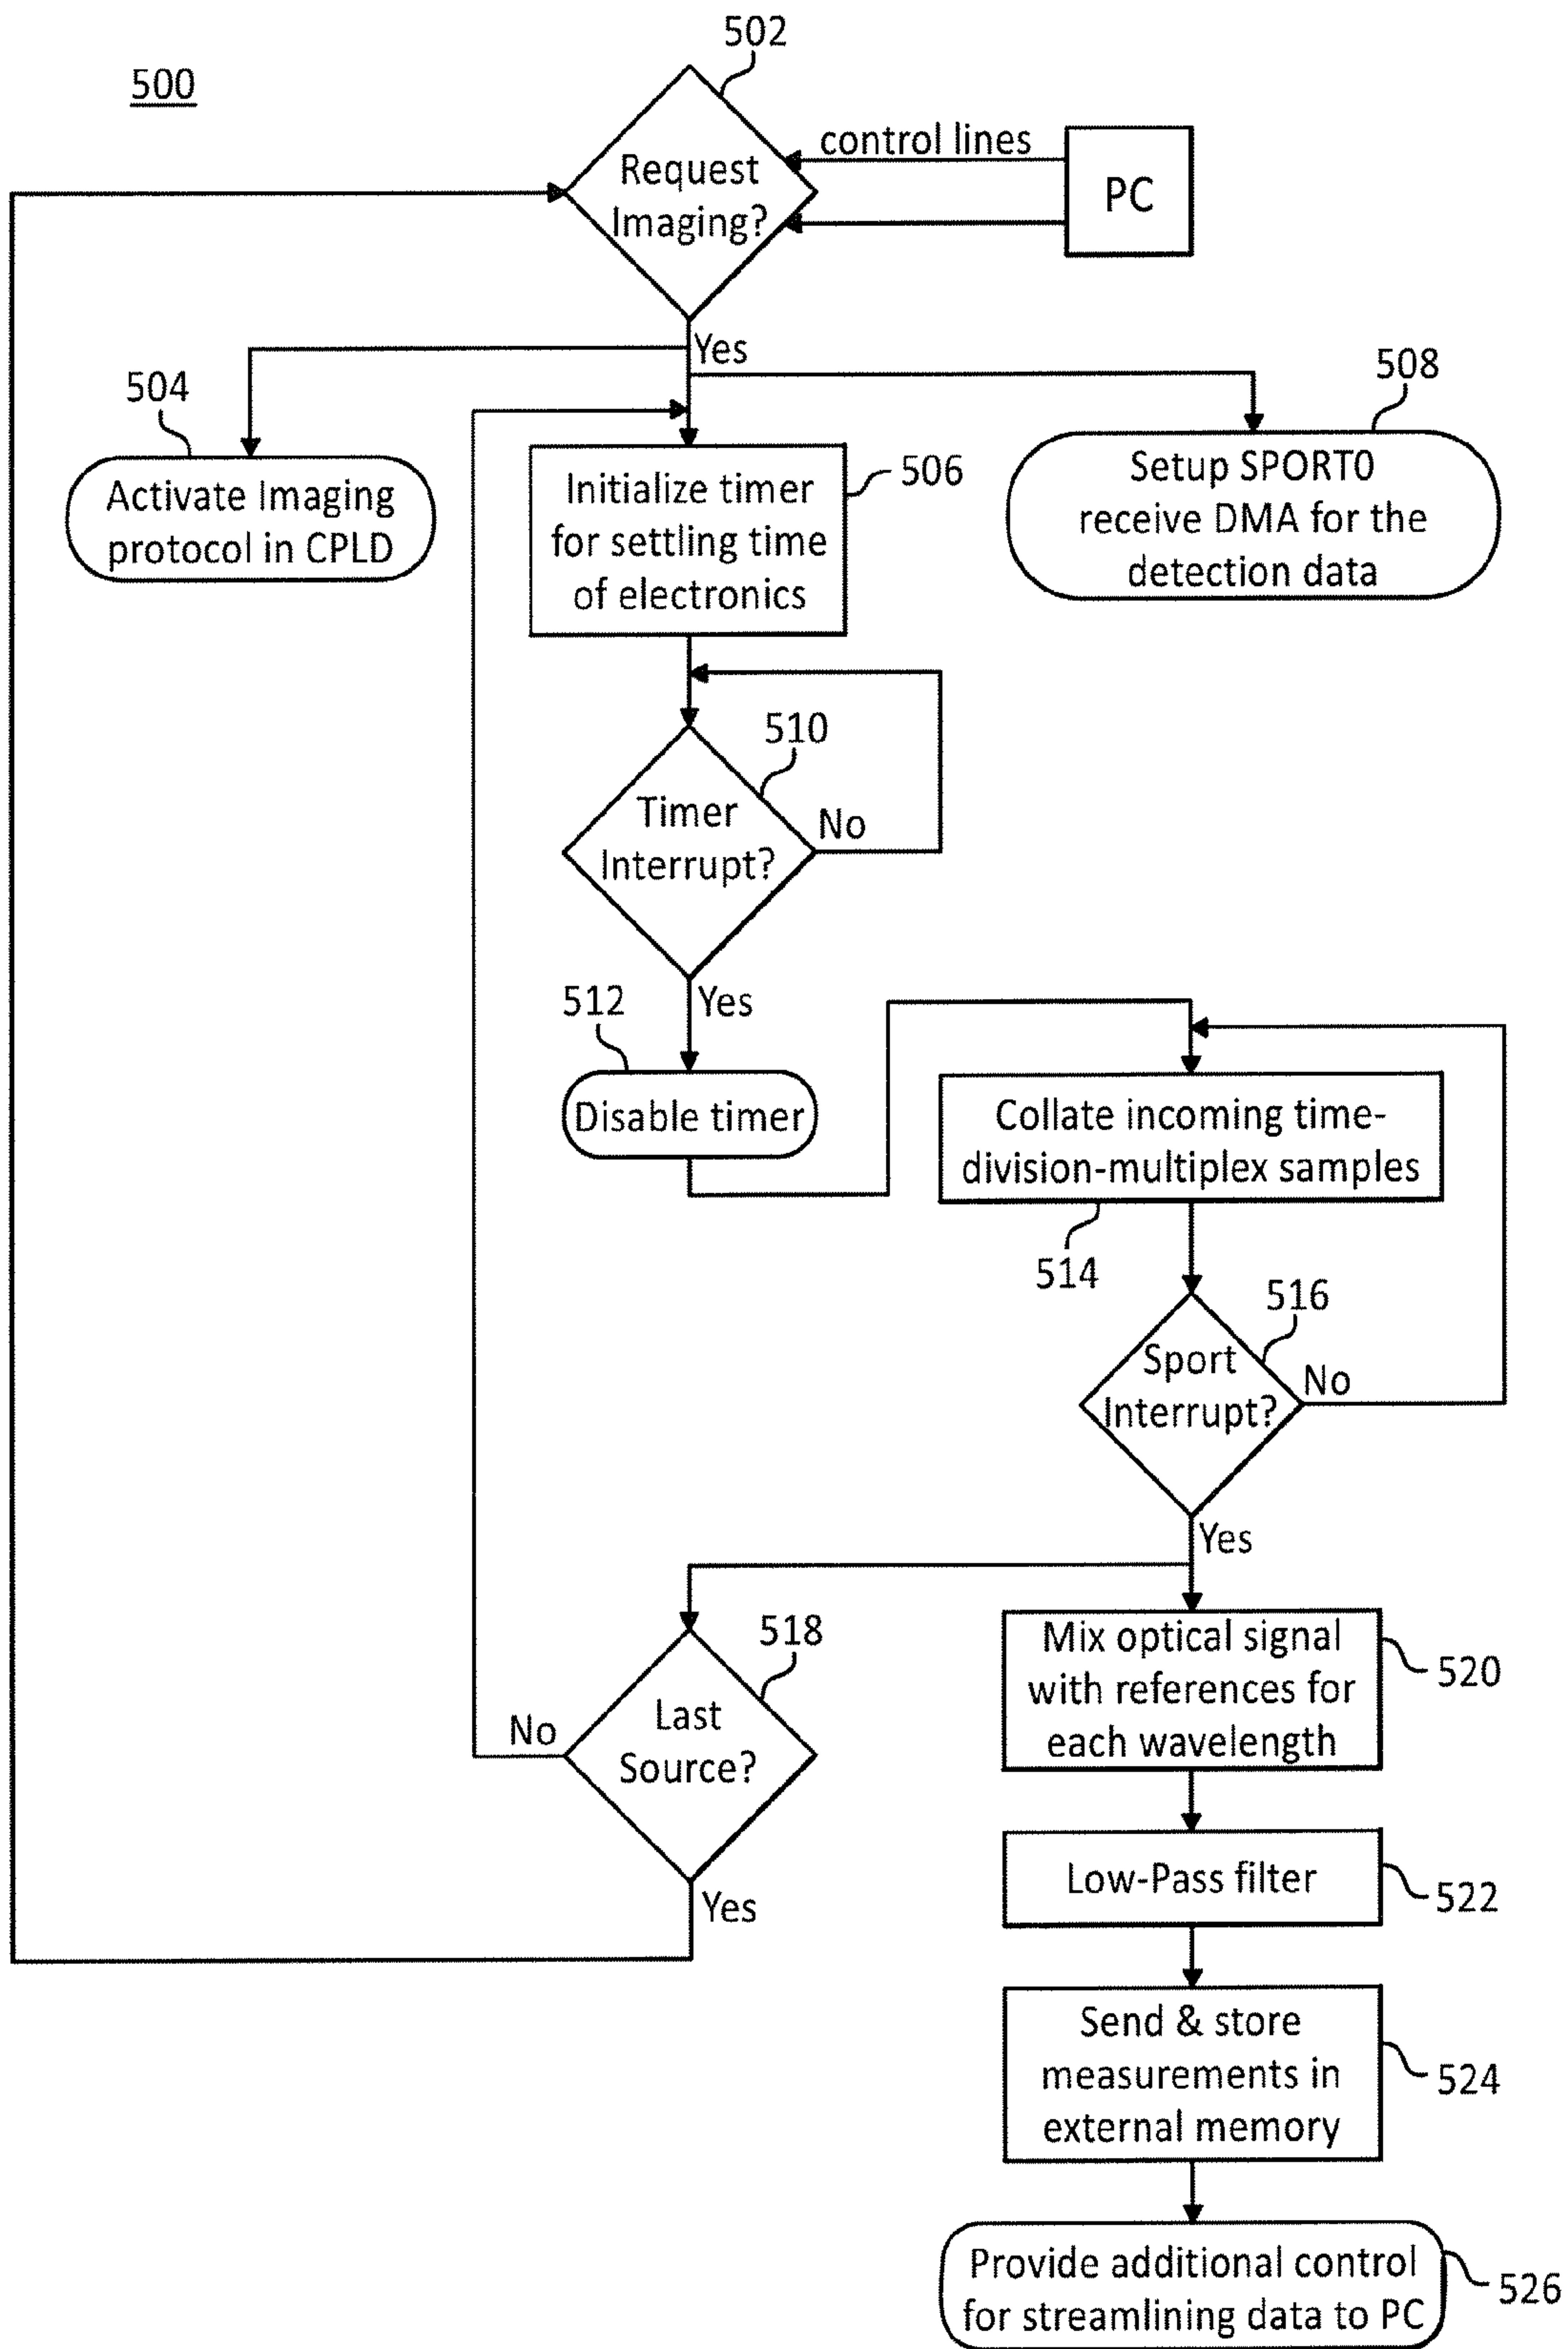 502
500
control lines
Request
Imaging?
PC
Yes
504
508
Activate Imaging
protocol in CPLD
506
Initialize timer
for settling time
of electronics
Setup SPORT0
receive DMA for the
detection data
510
Timer
Interrupt?
No
Yes
512
Disable timer
Collate incoming time-
division-multiplex samples
514
516
Sport
Interrupt?
No
Yes
518
Last
Source?
No
Yes
Mix optical signal
with references for
each wavelength
520
Low-Pass filter
522
Send & store
measurements in
external memory
524
Provide additional control
for streamlining data to PC
526